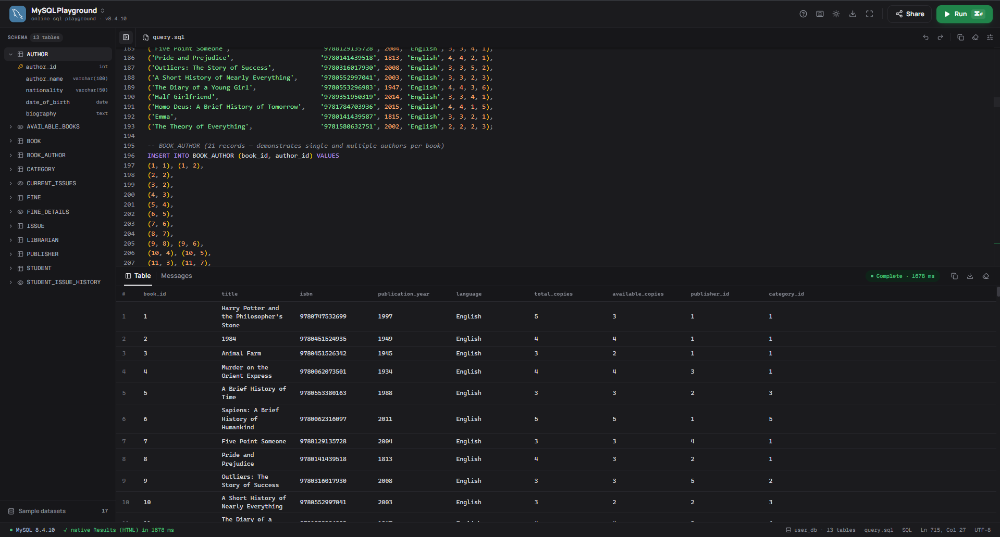 MySQL Playground
online sql playground · v8.4.10
Share
Run
SCHEMA 13 tables
AUTHOR
author_id int
author_name varchar(100)
nationality varchar(50)
date_of_birth date
biography text
AVAILABLE_BOOKS
BOOK
BOOK_AUTHOR
CATEGORY
CURRENT_ISSUES
FINE
FINE_DETAILS
ISSUE
LIBRARIAN
PUBLISHER
STUDENT
STUDENT_ISSUE_HISTORY
Sample datasets 17
query.sql
185 ('Five Point Someone', '9788129135728', 2004, 'English', 3, 3, 4, 1),
186 ('Pride and Prejudice', '9780141439518', 1813, 'English', 4, 4, 2, 1),
187 ('Outliers: The Story of Success', '9780316017930', 2008, 'English', 3, 3, 5, 2),
188 ('A Short History of Nearly Everything', '9780552997041', 2003, 'English', 3, 3, 2, 3),
189 ('The Diary of a Young Girl', '9780553296983', 1947, 'English', 4, 4, 3, 6),
190 ('Half Girlfriend', '9789351950319', 2014, 'English', 3, 3, 4, 1),
191 ('Homo Deus: A Brief History of Tomorrow', '9781784703936', 2015, 'English', 4, 4, 1, 5),
192 ('Emma', '9780141439587', 1815, 'English', 3, 3, 2, 1),
193 ('The Theory of Everything', '9781580632751', 2002, 'English', 2, 2, 2, 3);
194
195 -- BOOK_AUTHOR (21 records — demonstrates single and multiple authors per book)
196 INSERT INTO BOOK_AUTHOR (book_id, author_id) VALUES
197 (1, 1), (1, 2),
198 (2, 2),
199 (3, 2),
200 (4, 3),
201 (5, 4),
202 (6, 5),
203 (7, 6),
204 (8, 7),
205 (9, 8), (9, 6),
206 (10, 4), (10, 5),
207 (11, 3), (11, 7),
Table Messages
Complete · 1678 ms
# book_id title isbn publication_year language total_copies available_copies publisher_id category_id
1 1 Harry Potter and the Philosopher's Stone 9780747532699 1997 English 5 3 1 1
2 2 1984 9780451524935 1949 English 4 4 1 1
3 3 Animal Farm 9780451526342 1945 English 3 2 1 1
4 4 Murder on the Orient Express 9780062073501 1934 English 4 4 3 1
5 5 A Brief History of Time 9780553380163 1988 English 3 3 2 3
6 6 Sapiens: A Brief History of Humankind 9780062316097 2011 English 5 5 1 5
7 7 Five Point Someone 9788129135728 2004 English 3 3 4 1
8 8 Pride and Prejudice 9780141439518 1813 English 4 3 2 1
9 9 Outliers: The Story of Success 9780316017930 2008 English 3 3 5 2
10 10 A Short History of Nearly Everything 9780552997041 2003 English 3 2 2 3
The Diary of a
MySQL 8.4.10 ✓ native Results (HTML) in 1678 ms
user_db · 13 tables query.sql SQL Ln 715, Col 27 UTF-8